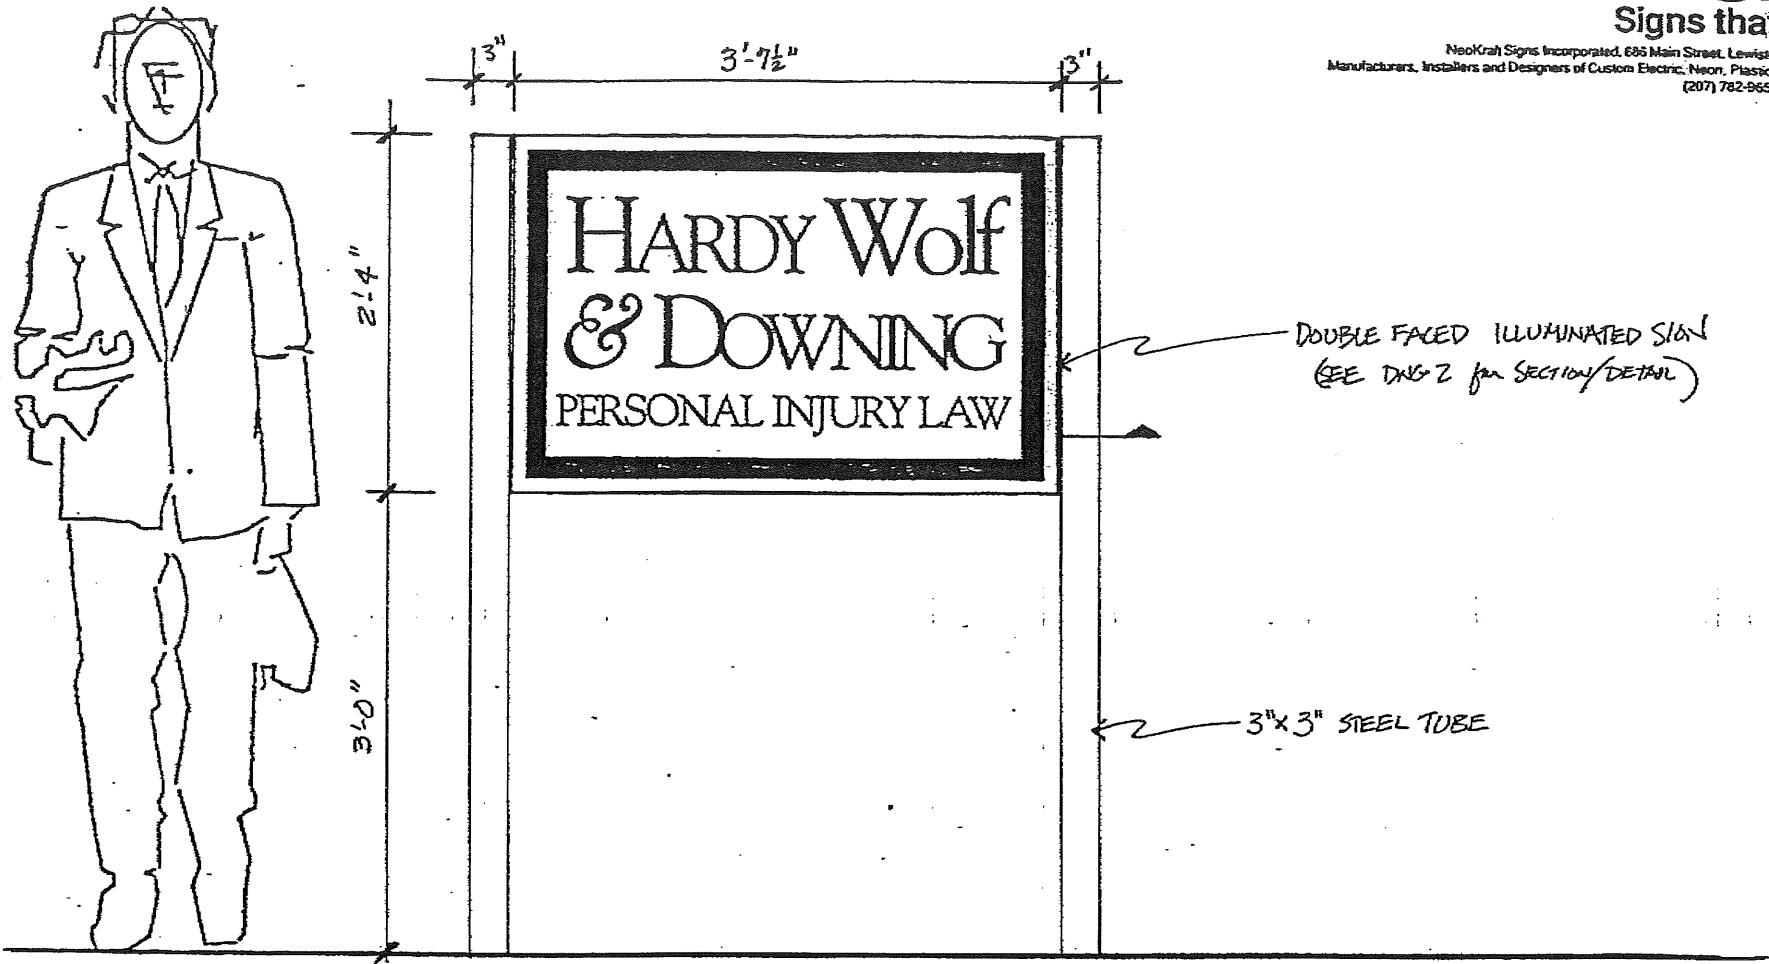 Signs tha
NeoKraft Signs Incorporated, 686 Main Street, Lewist
Manufacturers, Installers and Designers of Custom Electric, Neon, Plastic
(207) 782-965
3"
3'-7½"
3"
2'-4"
HARDY Wolf
& DOWNING
PERSONAL INJURY LAW
DOUBLE FACED ILLUMINATED SIGN
(SEE DWG 2 for SECTION/DETAIL)
3'-0"
3"x3" STEEL TUBE